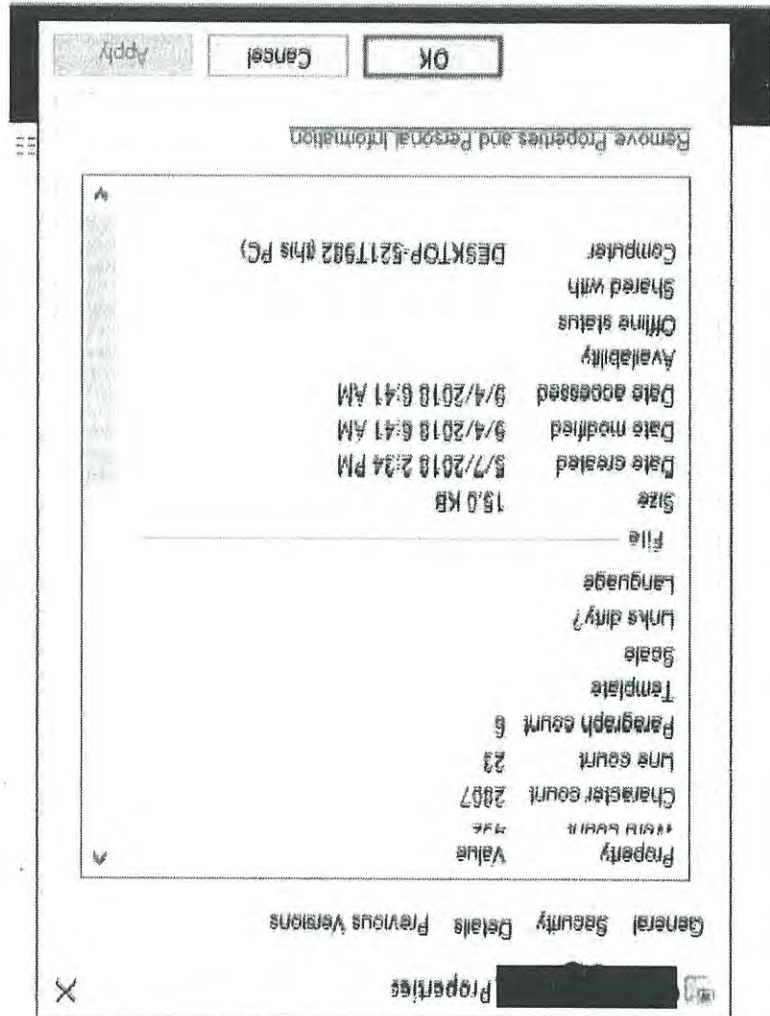 Properties
General Security Details Previous Versions
Property Value
Word count
Character count
Line count 23
Paragraph count 6
Template
Scale
Links dirty?
Language
File
Size 15.0 KB
Date created 5/7/2018 2:34 PM
Date modified 9/4/2018 6:41 AM
Date accessed 9/4/2018 6:41 AM
Availability
Offline status
Shared with
Computer DESKTOP-521T982 (this PC)
Remove Properties and Personal Information
OK Cancel Apply